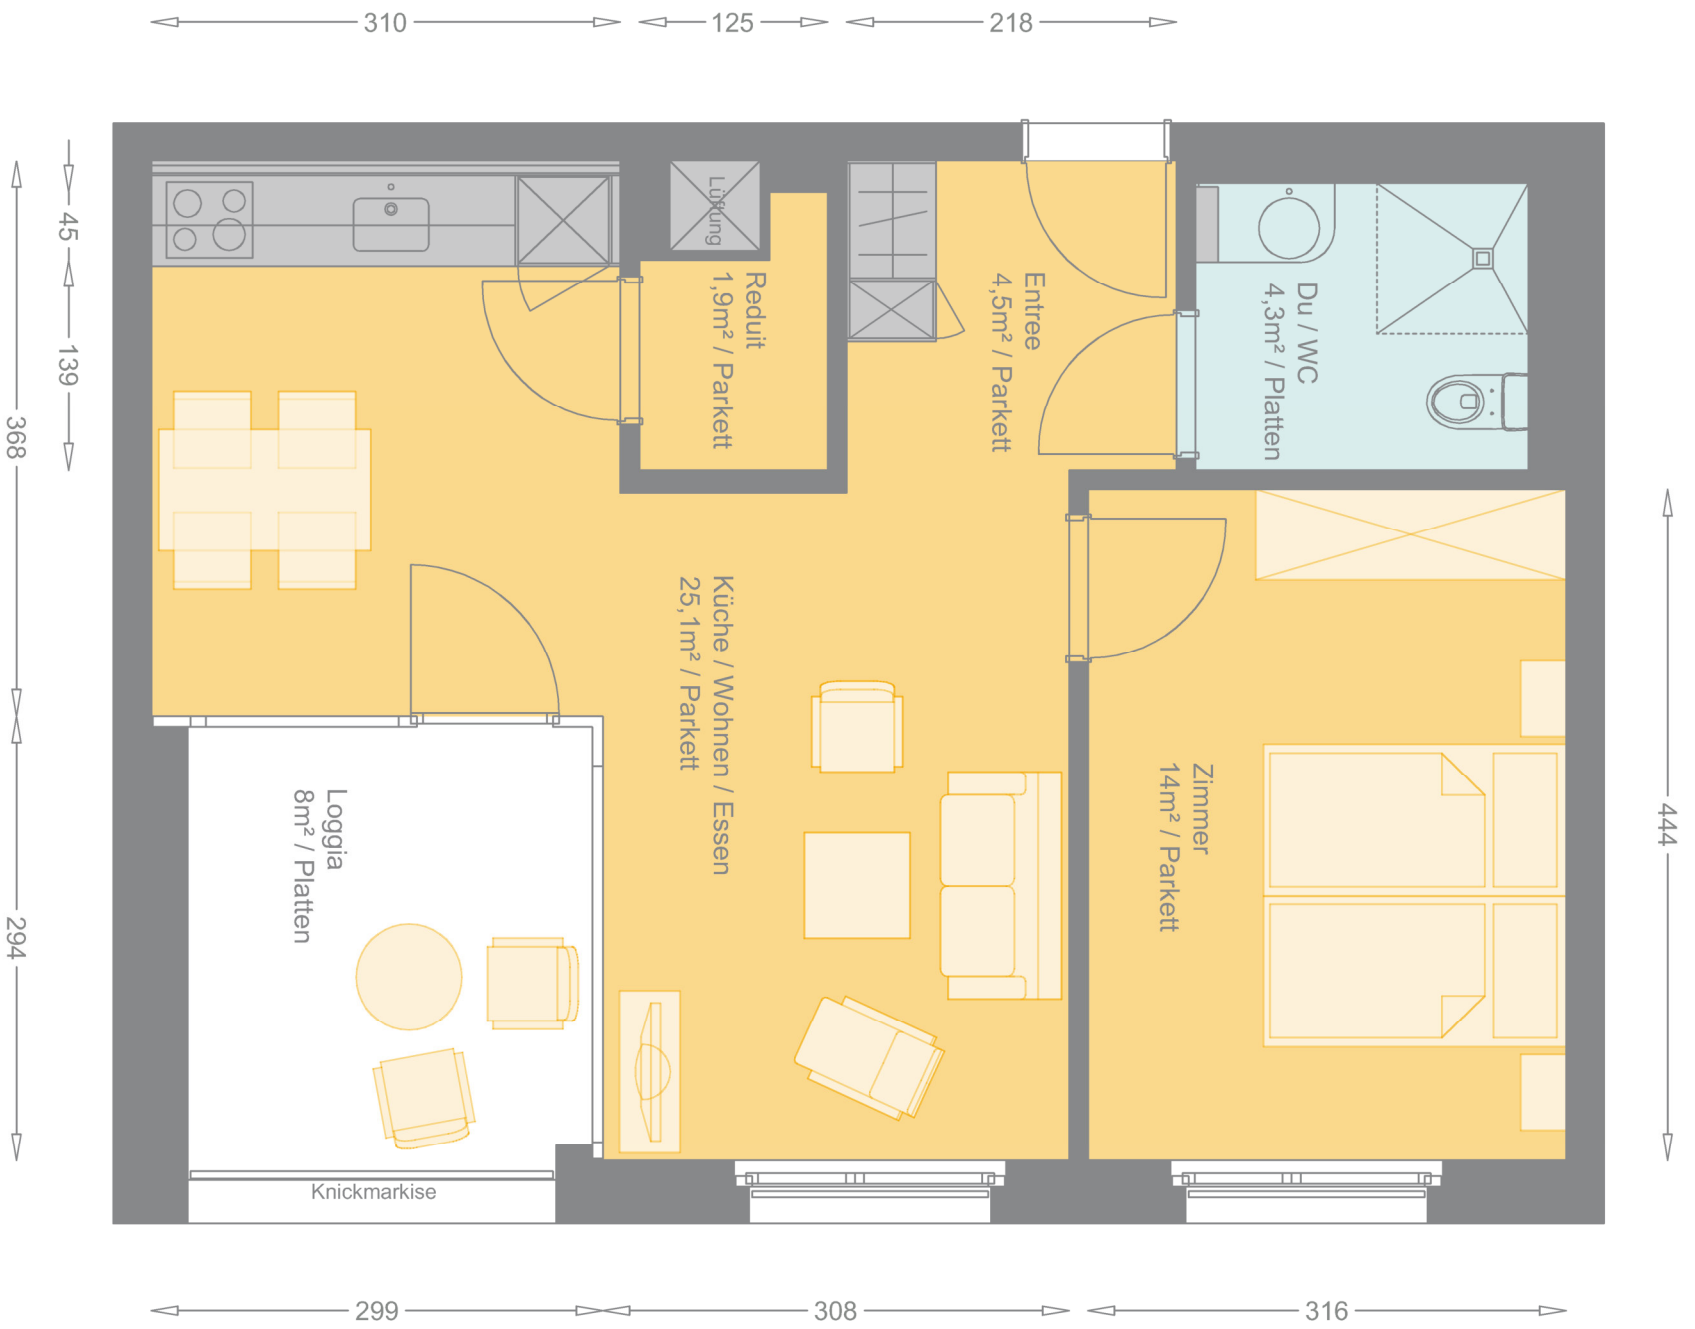 310
125
218
45
139
368
294
444
Lüftung
Reduit
1,9m² / Parkett
Entree
4,5m² / Parkett
Du / WC
4,3m² / Platten
Küche / Wohnen / Essen
25,1m² / Parkett
Zimmer
14m² / Parkett
Loggia
8m² / Platten
Knickmarkise
299
308
316